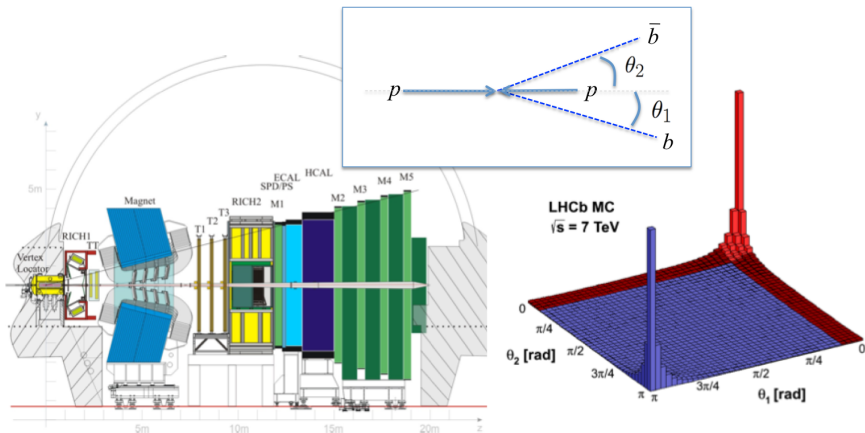 b̄
θ₂
p
p
θ₁
b
y
5m
Magnet
RICH1
TT
Vertex
Locator
T1
T2
T3
RICH2
SPD/PS
ECAL
HCAL
M1
M2
M3
M4
M5
5m
10m
15m
20m
z
LHCb MC
√s = 7 TeV
0
π/4
π/2
3π/4
π
θ₂ [rad]
π
3π/4
π/2
π/4
0
θ₁ [rad]